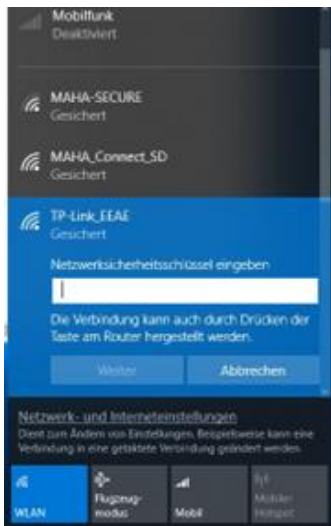 Mobilfunk
Deaktiviert
MAHA-SECURE
Gesichert
MAHA_Connect_SD
Gesichert
TP-Link_EEAE
Gesichert
Netzwerksicherheitsschlüssel eingeben
Die Verbindung kann auch durch Drücken der
Taste am Router hergestellt werden.
Weiter
Abbrechen
Netzwerk- und Interneteinstellungen
Dient zum Ändern von Einstellungen. Beispielsweise kann eine
Verbindung in eine getaktete Verbindung geändert werden.
WLAN
Flugzeug-
modus
Mobil
Mobiler
Hotspot